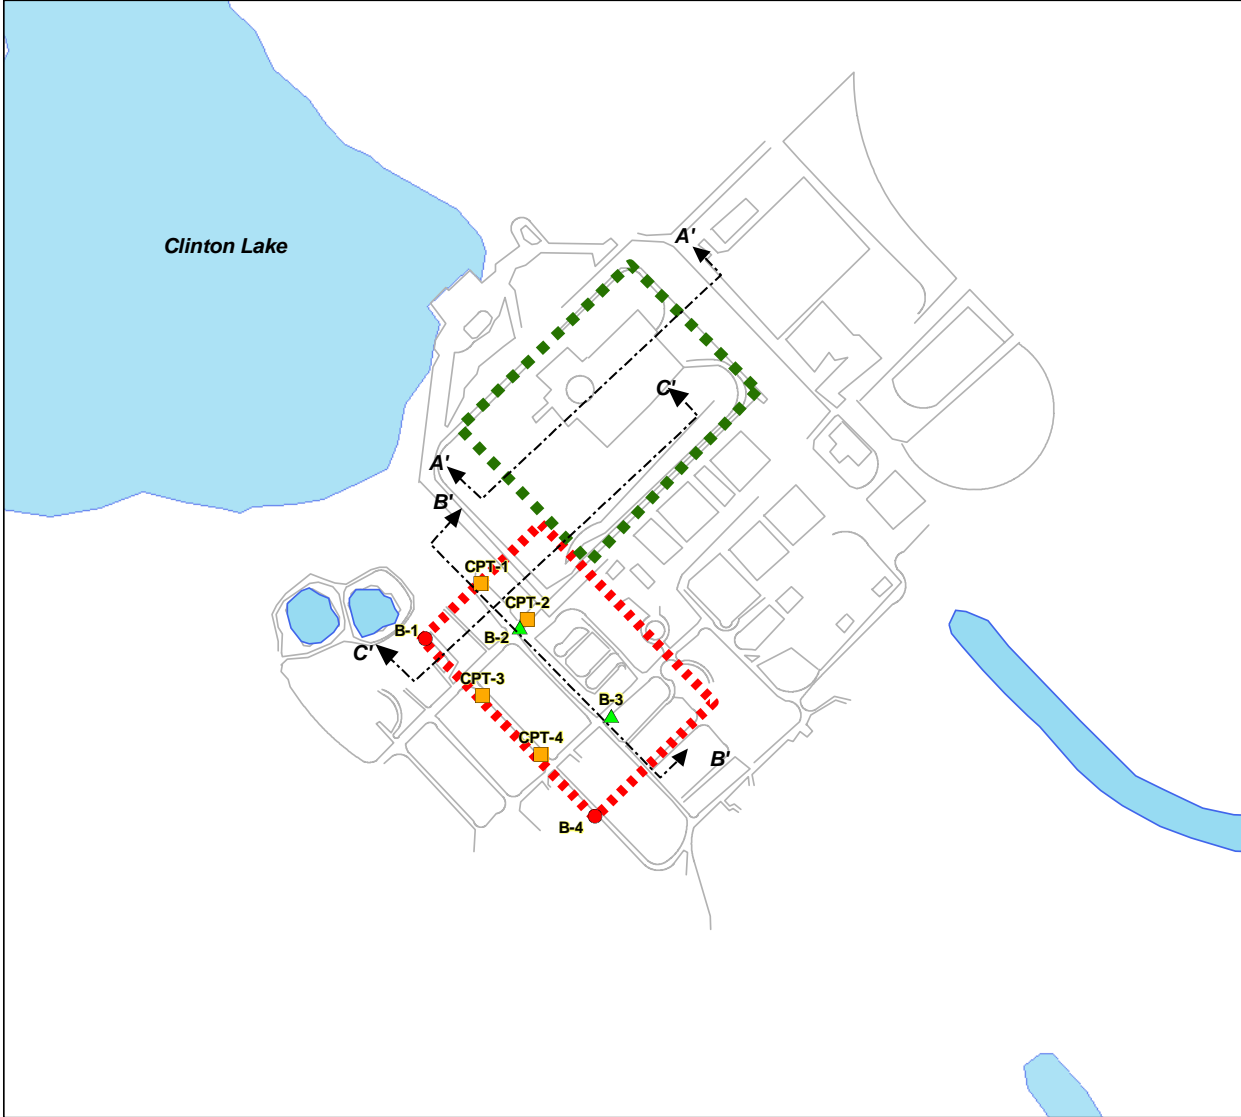 A'
Clinton Lake
C'
A'
B'
CPT-1
CPT-2
B-1
B-2
C'
CPT-3
B-3
CPT-4
B'
B-4